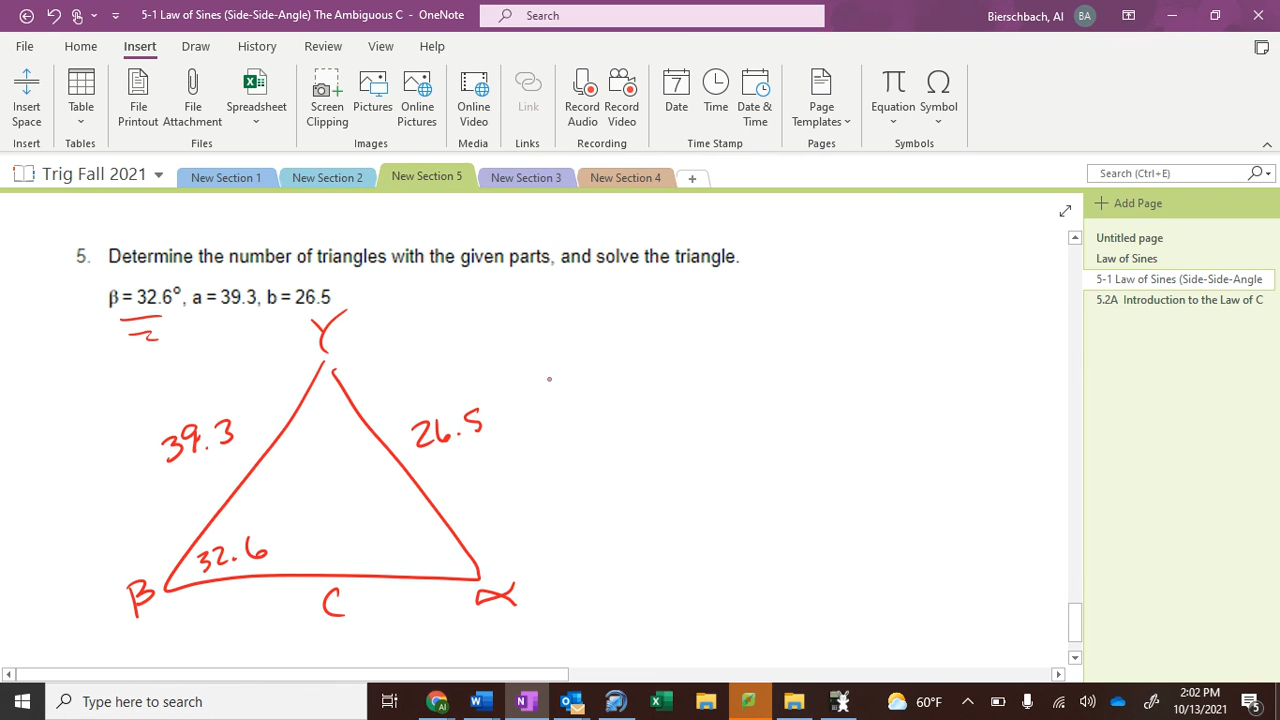 5-1 Law of Sines (Side-Side-Angle) The Ambiguous C - OneNote
Search
Bierschbach, Al
BA
File Home Insert Draw History Review View Help
Insert Space
Table
File Printout
File Attachment
Spreadsheet
Screen Clipping
Pictures
Online Pictures
Online Video
Link
Record Audio
Record Video
7
Date
Time
Date & Time
Page Templates
Equation
Symbol
Insert Tables Files Images Media Links Recording Time Stamp Pages Symbols
Trig Fall 2021
New Section 1 New Section 2 New Section 5 New Section 3 New Section 4 +
Search (Ctrl+E)
Add Page
Untitled page
Law of Sines
5-1 Law of Sines (Side-Side-Angle
5.2A Introduction to the Law of C
5. Determine the number of triangles with the given parts, and solve the triangle.
β = 32.6°, a = 39.3, b = 26.5
γ
39.3
26.5
32.6
β
C
α
Type here to search
60°F
2:02 PM
10/13/2021
5